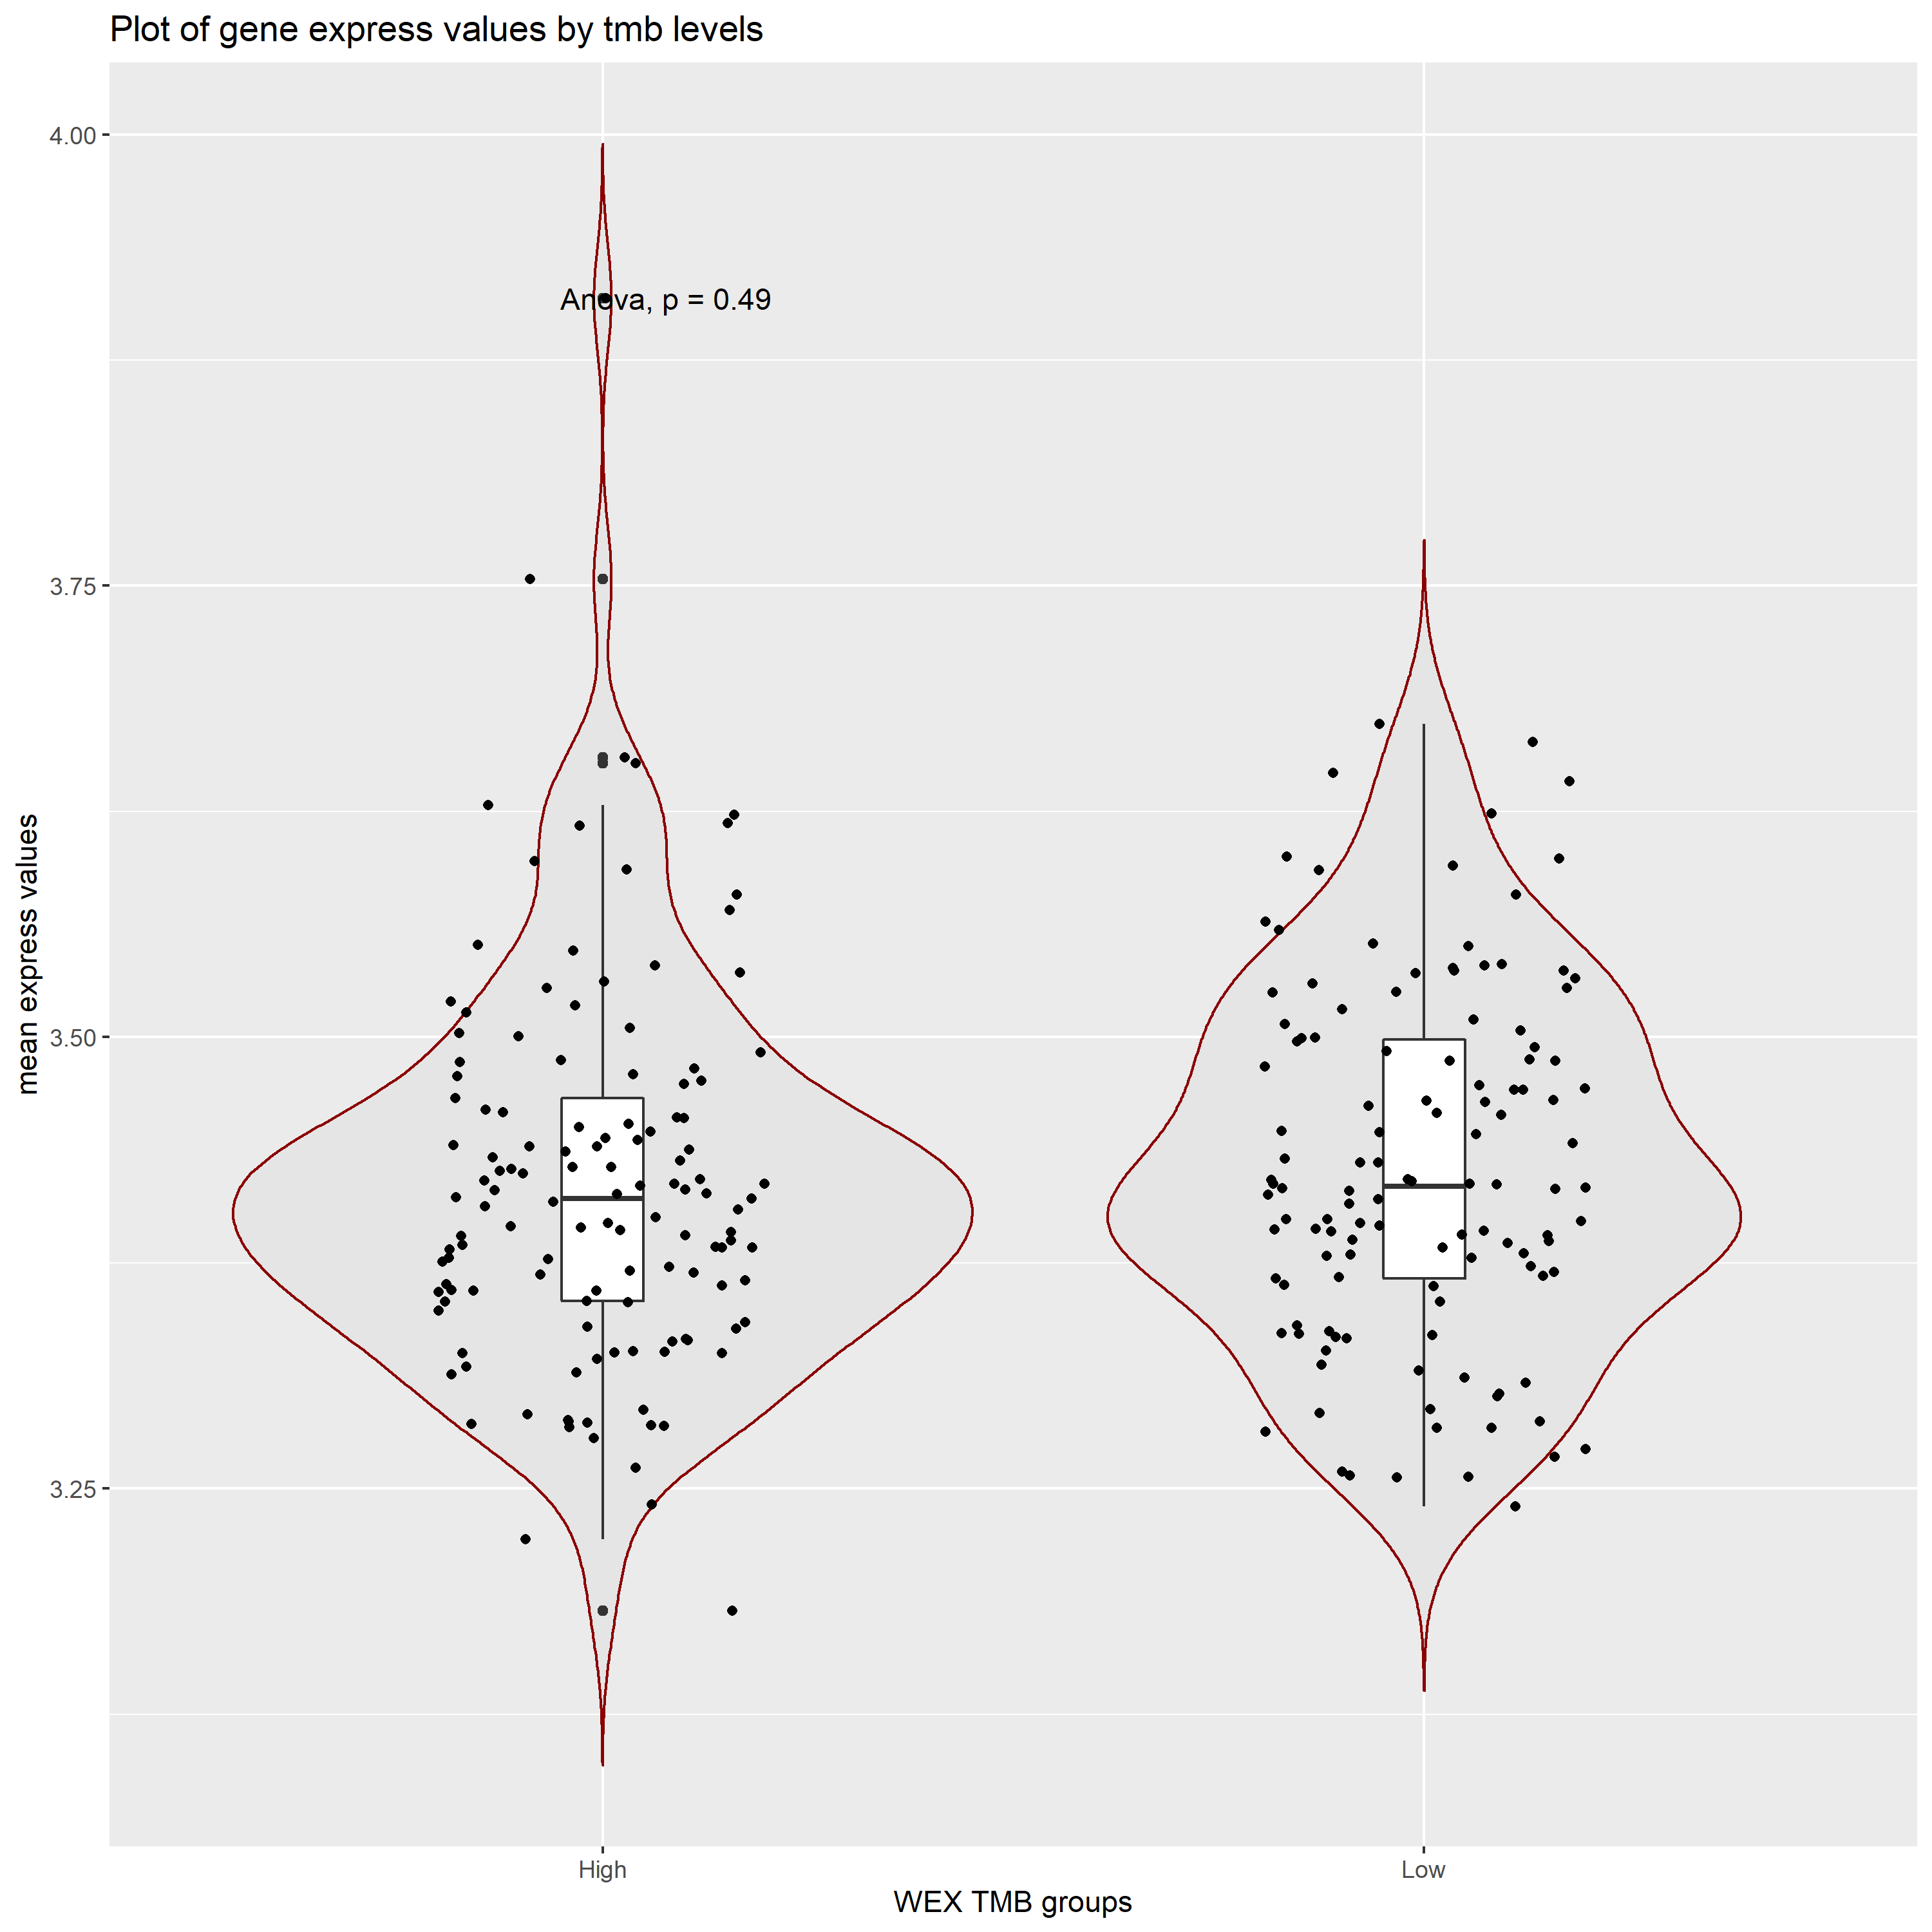 Plot of gene express values by tmb levels
4.00
Anova, p = 0.49
3.75
mean express values
3.50
3.25
High
Low
WEX TMB groups